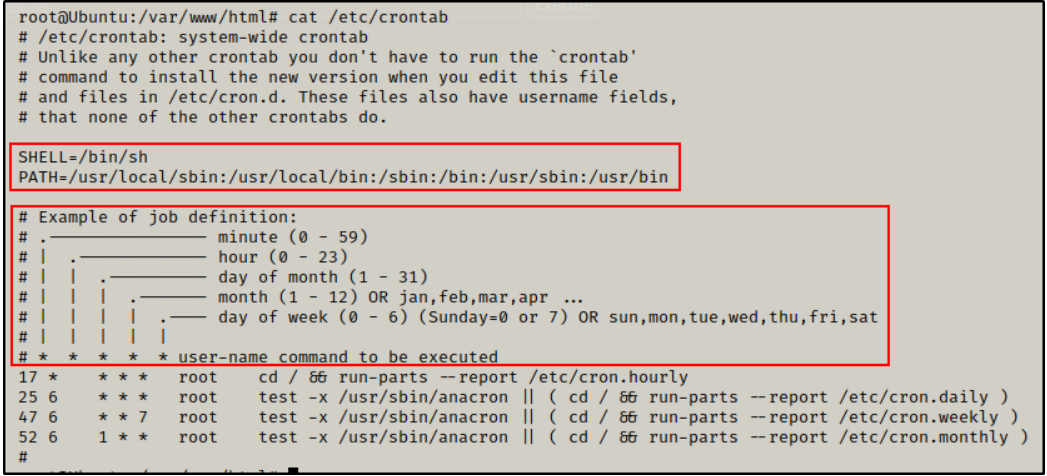 Execute
root@Ubuntu:/var/www/html# cat /etc/crontab
# /etc/crontab: system-wide crontab
# Unlike any other crontab you don't have to run the `crontab'
# command to install the new version when you edit this file
# and files in /etc/cron.d. These files also have username fields,
# that none of the other crontabs do.
SHELL=/bin/sh
PATH=/usr/local/sbin:/usr/local/bin:/sbin:/bin:/usr/sbin:/usr/bin
# Example of job definition:
# .---------------- minute (0 - 59)
# |  .------------- hour (0 - 23)
# |  |  .---------- day of month (1 - 31)
# |  |  |  .------- month (1 - 12) OR jan,feb,mar,apr ...
# |  |  |  |  .---- day of week (0 - 6) (Sunday=0 or 7) OR sun,mon,tue,wed,thu,fri,sat
# |  |  |  |  |
# *  *  *  *  * user-name command to be executed
17 *    * * *   root    cd / && run-parts --report /etc/cron.hourly
25 6    * * *   root    test -x /usr/sbin/anacron || ( cd / && run-parts --report /etc/cron.daily )
47 6    * * 7   root    test -x /usr/sbin/anacron || ( cd / && run-parts --report /etc/cron.weekly )
52 6    1 * *   root    test -x /usr/sbin/anacron || ( cd / && run-parts --report /etc/cron.monthly )
#